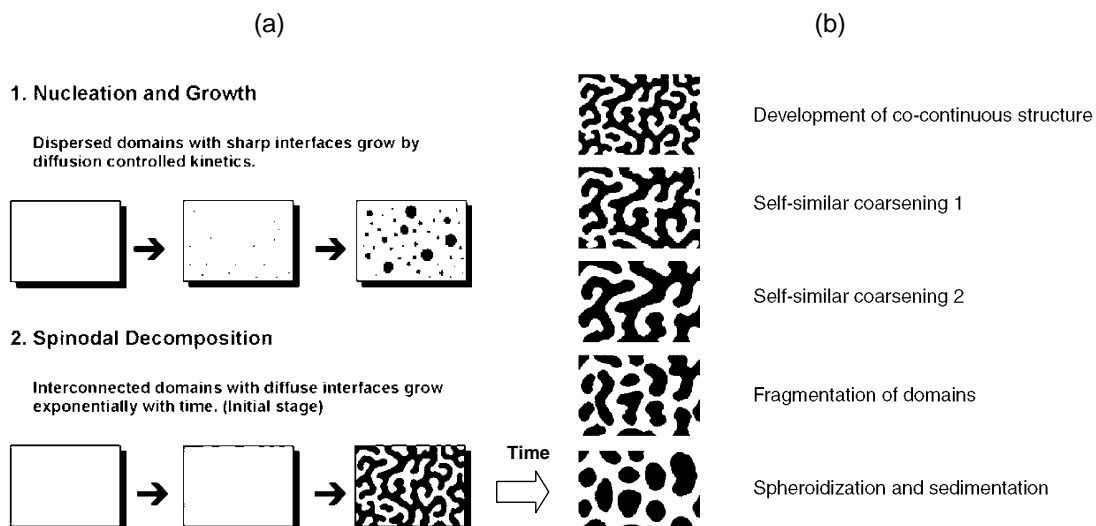 (a)
1. Nucleation and Growth
Dispersed domains with sharp interfaces grow by
diffusion controlled kinetics.
2. Spinodal Decomposition
Interconnected domains with diffuse interfaces grow
exponentially with time. (Initial stage)
Time
(b)
Development of co-continuous structure
Self-similar coarsening 1
Self-similar coarsening 2
Fragmentation of domains
Spheroidization and sedimentation